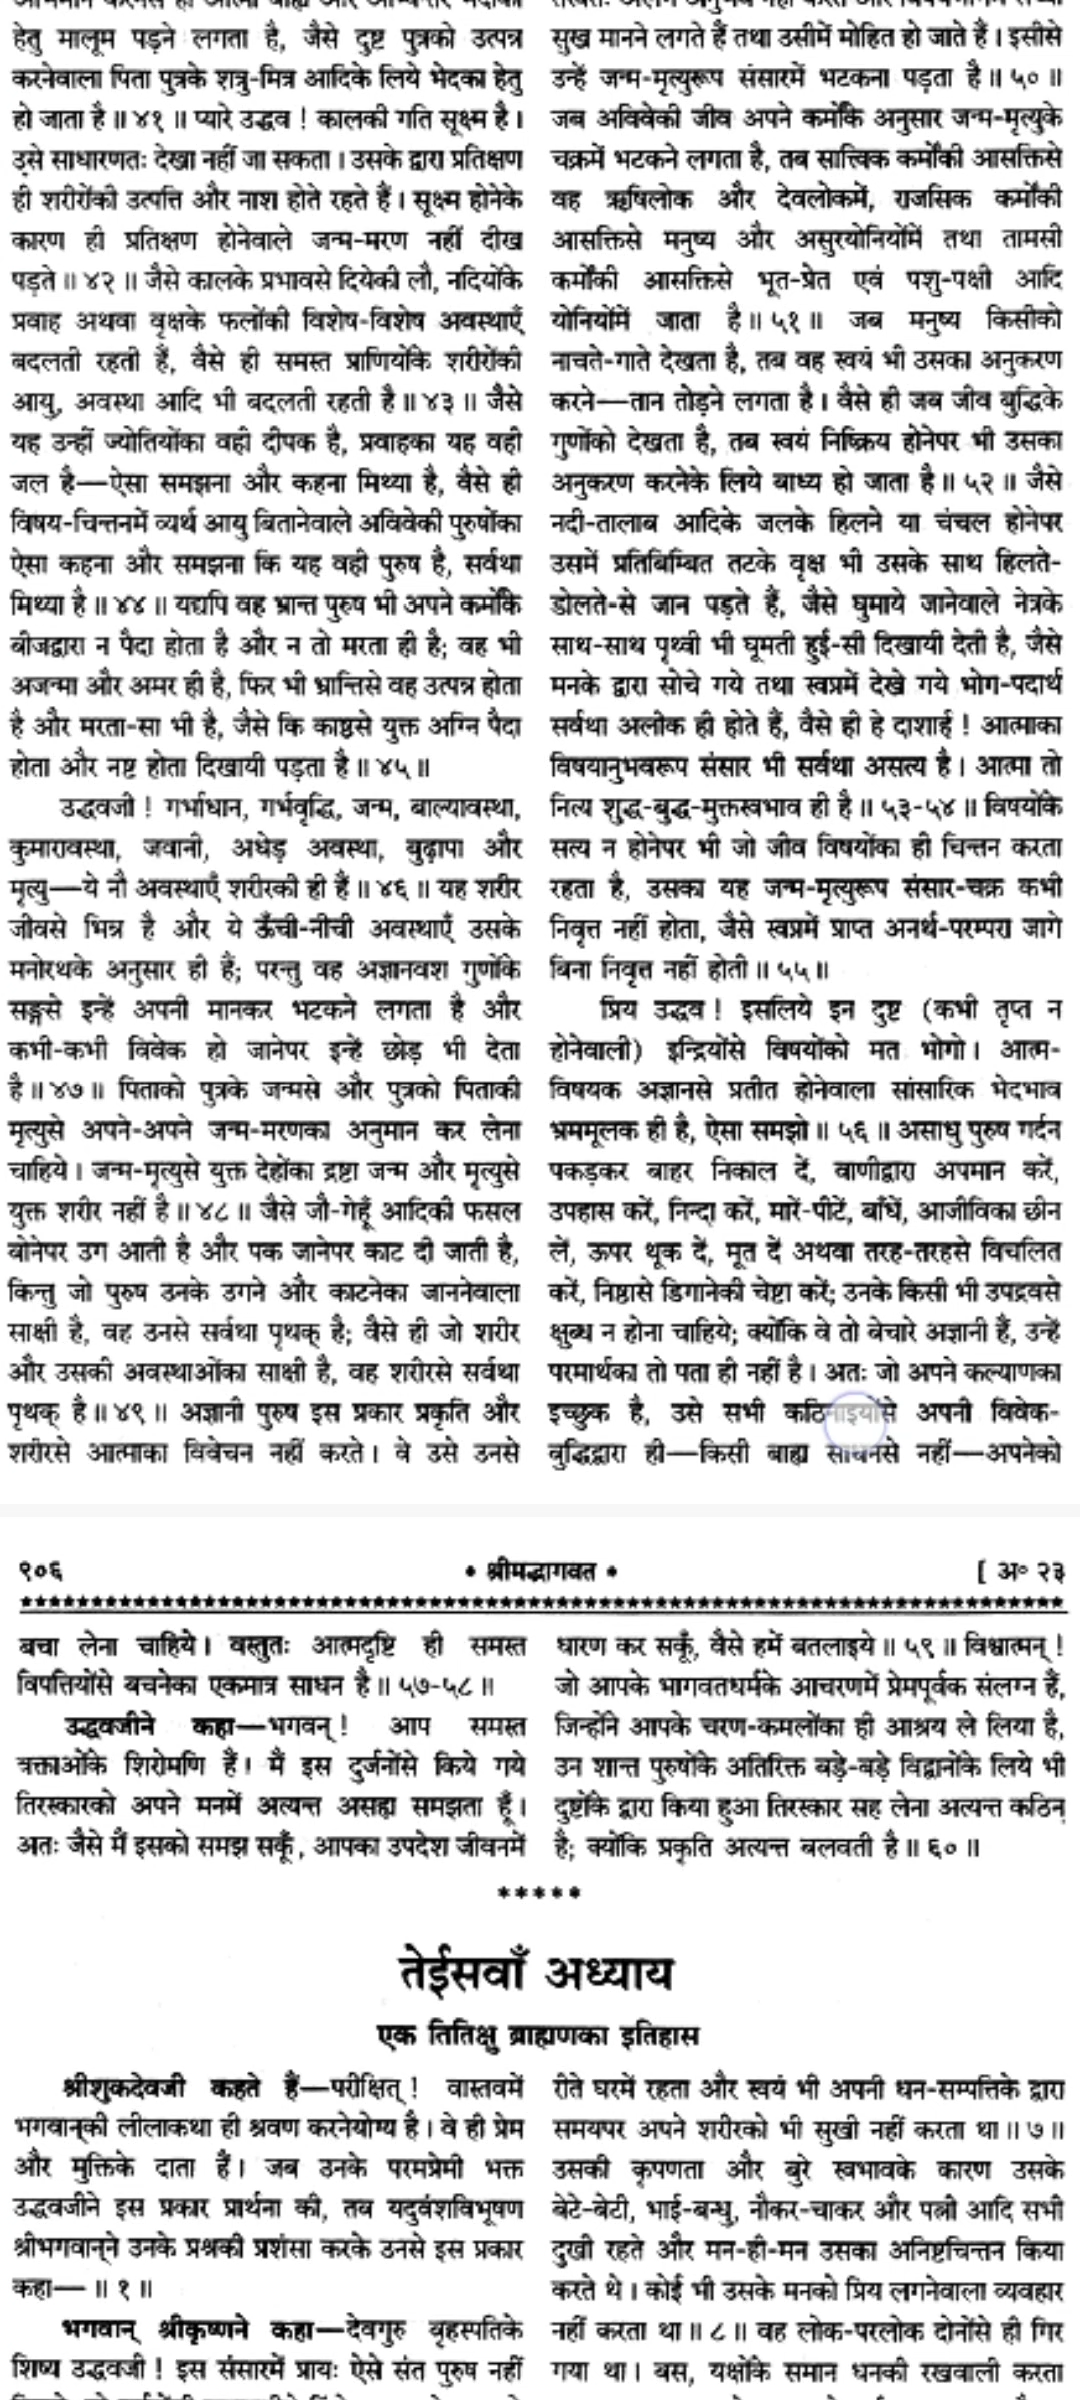 हेतु मालूम पड़ने लगता है, जैसे दुष्ट पुत्रको उत्पन्न
करनेवाला पिता पुत्रके शत्रु-मित्र आदिके लिये भेदका हेतु
हो जाता है ॥ ४१ ॥ प्यारे उद्धव ! कालकी गति सूक्ष्म है ।
उसे साधारणतः देखा नहीं जा सकता । उसके द्वारा प्रतिक्षण
ही शरीरोंकी उत्पत्ति और नाश होते रहते हैं । सूक्ष्म होनेके
कारण ही प्रतिक्षण होनेवाले जन्म-मरण नहीं दीख
पड़ते ॥ ४२ ॥ जैसे कालके प्रभावसे दियेकी लौ, नदियोंके
प्रवाह अथवा वृक्षके फलोंकी विशेष-विशेष अवस्थाएँ
बदलती रहती हैं, वैसे ही समस्त प्राणियोंके शरीरोंकी
आयु, अवस्था आदि भी बदलती रहती है ॥ ४३ ॥ जैसे
यह उन्हीं ज्योतियोंका वही दीपक है, प्रवाहका यह वही
जल है—ऐसा समझना और कहना मिथ्या है, वैसे ही
विषय-चिन्तनमें व्यर्थ आयु बितानेवाले अविवेकी पुरुषोंका
ऐसा कहना और समझना कि यह वही पुरुष है, सर्वथा
मिथ्या है ॥ ४४ ॥ यद्यपि वह भ्रान्त पुरुष भी अपने कर्मोंके
बीजद्वारा न पैदा होता है और न तो मरता ही है; वह भी
अजन्मा और अमर ही है, फिर भी भ्रान्तिसे वह उत्पन्न होता
है और मरता-सा भी है, जैसे कि काष्ठसे युक्त अग्नि पैदा
होता और नष्ट होता दिखायी पड़ता है ॥ ४५ ॥
उद्धवजी ! गर्भाधान, गर्भवृद्धि, जन्म, बाल्यावस्था,
कुमारावस्था, जवानी, अधेड़ अवस्था, बुढ़ापा और
मृत्यु—ये नौ अवस्थाएँ शरीरकी ही हैं ॥ ४६ ॥ यह शरीर
जीवसे भिन्न है और ये ऊँची-नीची अवस्थाएँ उसके
मनोरथके अनुसार ही हैं; परन्तु वह अज्ञानवश गुणोंके
सङ्गसे इन्हें अपनी मानकर भटकने लगता है और
कभी-कभी विवेक हो जानेपर इन्हें छोड़ भी देता
है ॥ ४७ ॥ पिताको पुत्रके जन्मसे और पुत्रको पिताकी
मृत्युसे अपने-अपने जन्म-मरणका अनुमान कर लेना
चाहिये । जन्म-मृत्युसे युक्त देहोंका द्रष्टा जन्म और मृत्युसे
युक्त शरीर नहीं है ॥ ४८ ॥ जैसे जौ-गेहूँ आदिकी फसल
बोनेपर उग आती है और पक जानेपर काट दी जाती है,
किन्तु जो पुरुष उनके उगने और काटनेका जाननेवाला
साक्षी है, वह उनसे सर्वथा पृथक् है; वैसे ही जो शरीर
और उसकी अवस्थाओंका साक्षी है, वह शरीरसे सर्वथा
पृथक् है ॥ ४९ ॥ अज्ञानी पुरुष इस प्रकार प्रकृति और
शरीरसे आत्माका विवेचन नहीं करते । वे उसे उनसे
सुख मानने लगते हैं तथा उसीमें मोहित हो जाते हैं । इसीसे
उन्हें जन्म-मृत्युरूप संसारमें भटकना पड़ता है ॥ ५० ॥
जब अविवेकी जीव अपने कर्मोंके अनुसार जन्म-मृत्युके
चक्रमें भटकने लगता है, तब सात्त्विक कर्मोंकी आसक्तिसे
वह ऋषिलोक और देवलोकमें, राजसिक कर्मोंकी
आसक्तिसे मनुष्य और असुरयोनियोंमें तथा तामसी
कर्मोंकी आसक्तिसे भूत-प्रेत एवं पशु-पक्षी आदि
योनियोंमें जाता है ॥ ५१ ॥ जब मनुष्य किसीको
नाचते-गाते देखता है, तब वह स्वयं भी उसका अनुकरण
करने—तान तोड़ने लगता है । वैसे ही जब जीव बुद्धिके
गुणोंको देखता है, तब स्वयं निष्क्रिय होनेपर भी उसका
अनुकरण करनेके लिये बाध्य हो जाता है ॥ ५२ ॥ जैसे
नदी-तालाब आदिके जलके हिलने या चंचल होनेपर
उसमें प्रतिबिम्बित तटके वृक्ष भी उसके साथ हिलते-
डोलते-से जान पड़ते हैं, जैसे घुमाये जानेवाले नेत्रके
साथ-साथ पृथ्वी भी घूमती हुई-सी दिखायी देती है, जैसे
मनके द्वारा सोचे गये तथा स्वप्नमें देखे गये भोग-पदार्थ
सर्वथा अलीक ही होते हैं, वैसे ही हे दाशार्ह ! आत्माका
विषयानुभवरूप संसार भी सर्वथा असत्य है । आत्मा तो
नित्य शुद्ध-बुद्ध-मुक्तस्वभाव ही है ॥ ५३-५४ ॥ विषयोंके
सत्य न होनेपर भी जो जीव विषयोंका ही चिन्तन करता
रहता है, उसका यह जन्म-मृत्युरूप संसार-चक्र कभी
निवृत्त नहीं होता, जैसे स्वप्नमें प्राप्त अनर्थ-परम्परा जागे
बिना निवृत्त नहीं होती ॥ ५५ ॥
प्रिय उद्धव ! इसलिये इन दुष्ट (कभी तृप्त न
होनेवाली) इन्द्रियोंसे विषयोंको मत भोगो । आत्म-
विषयक अज्ञानसे प्रतीत होनेवाला सांसारिक भेदभाव
भ्रममूलक ही है, ऐसा समझो ॥ ५६ ॥ असाधु पुरुष गर्दन
पकड़कर बाहर निकाल दें, वाणीद्वारा अपमान करें,
उपहास करें, निन्दा करें, मारें-पीटें, बाँधें, आजीविका छीन
लें, ऊपर थूक दें, मूत दें अथवा तरह-तरहसे विचलित
करें, निष्ठासे डिगानेकी चेष्टा करें; उनके किसी भी उपद्रवसे
क्षुब्ध न होना चाहिये; क्योंकि वे तो बेचारे अज्ञानी हैं, उन्हें
परमार्थका तो पता ही नहीं है । अतः जो अपने कल्याणका
इच्छुक है, उसे सभी कठिनाइयोंसे अपनी विवेक-
बुद्धिद्वारा ही—किसी बाह्य साधनसे नहीं—अपनेको
९०६ • श्रीमद्भागवत • [ अ० २३
बचा लेना चाहिये । वस्तुतः आत्मदृष्टि ही समस्त
विपत्तियोंसे बचनेका एकमात्र साधन है ॥ ५७-५८ ॥
उद्धवजीने कहा—भगवन् ! आप समस्त
वक्ताओंके शिरोमणि हैं । मैं इस दुर्जनोंसे किये गये
तिरस्कारको अपने मनमें अत्यन्त असह्य समझता हूँ ।
अतः जैसे मैं इसको समझ सकूँ, आपका उपदेश जीवनमें
धारण कर सकूँ, वैसे हमें बतलाइये ॥ ५९ ॥ विश्वात्मन् !
जो आपके भागवतधर्मके आचरणमें प्रेमपूर्वक संलग्न हैं,
जिन्होंने आपके चरण-कमलोंका ही आश्रय ले लिया है,
उन शान्त पुरुषोंके अतिरिक्त बड़े-बड़े विद्वानोंके लिये भी
दुष्टोंके द्वारा किया हुआ तिरस्कार सह लेना अत्यन्त कठिन
है; क्योंकि प्रकृति अत्यन्त बलवती है ॥ ६० ॥
*****
तेईसवाँ अध्याय
एक तितिक्षु ब्राह्मणका इतिहास
श्रीशुकदेवजी कहते हैं—परीक्षित् ! वास्तवमें
भगवान्‌की लीलाकथा ही श्रवण करनेयोग्य है । वे ही प्रेम
और मुक्तिके दाता हैं । जब उनके परमप्रेमी भक्त
उद्धवजीने इस प्रकार प्रार्थना की, तब यदुवंशविभूषण
श्रीभगवान्‌ने उनके प्रश्नकी प्रशंसा करके उनसे इस प्रकार
कहा— ॥ १ ॥
भगवान् श्रीकृष्णने कहा—देवगुरु बृहस्पतिके
शिष्य उद्धवजी ! इस संसारमें प्रायः ऐसे संत पुरुष नहीं
रीते घरमें रहता और स्वयं भी अपनी धन-सम्पत्तिके द्वारा
समयपर अपने शरीरको भी सुखी नहीं करता था ॥ ७ ॥
उसकी कृपणता और बुरे स्वभावके कारण उसके
बेटे-बेटी, भाई-बन्धु, नौकर-चाकर और पत्नी आदि सभी
दुखी रहते और मन-ही-मन उसका अनिष्टचिन्तन किया
करते थे । कोई भी उसके मनको प्रिय लगनेवाला व्यवहार
नहीं करता था ॥ ८ ॥ वह लोक-परलोक दोनोंसे ही गिर
गया था । बस, यक्षोंके समान धनकी रखवाली करता